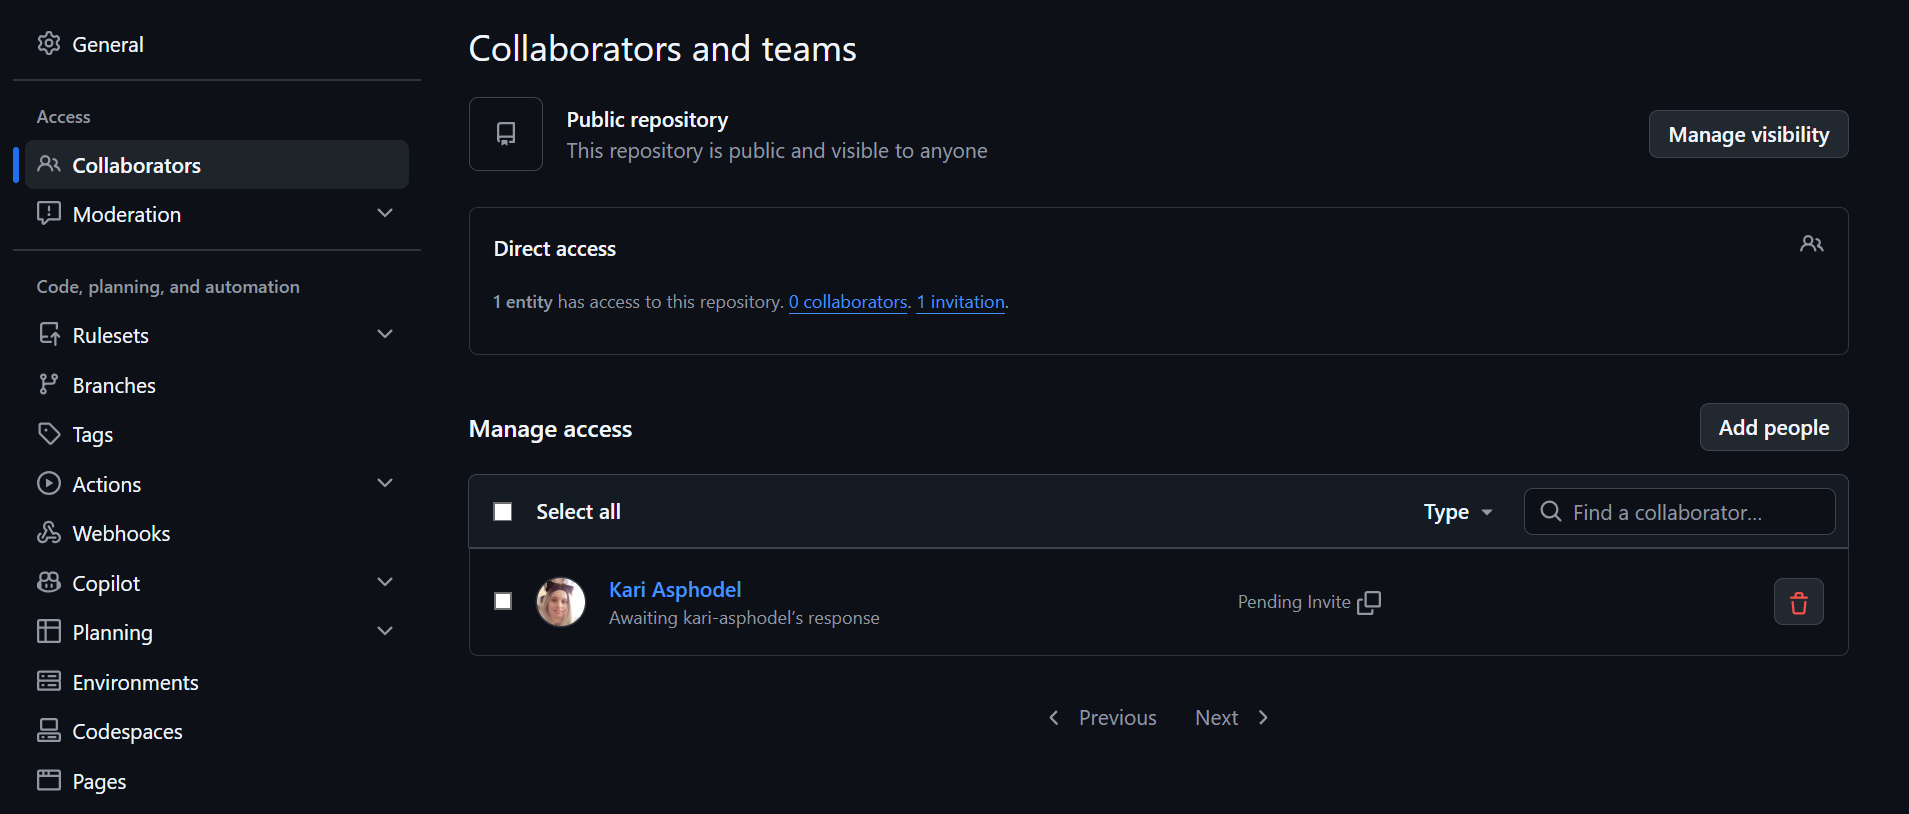 General
Access
Collaborators
Moderation
Code, planning, and automation
Rulesets
Branches
Tags
Actions
Webhooks
Copilot
Planning
Environments
Codespaces
Pages
Collaborators and teams
Public repository
This repository is public and visible to anyone
Manage visibility
Direct access
1 entity has access to this repository. 0 collaborators. 1 invitation.
Manage access
Add people
Select all
Type
Find a collaborator...
Kari Asphodel
Awaiting kari-asphodel's response
Pending Invite
Previous
Next